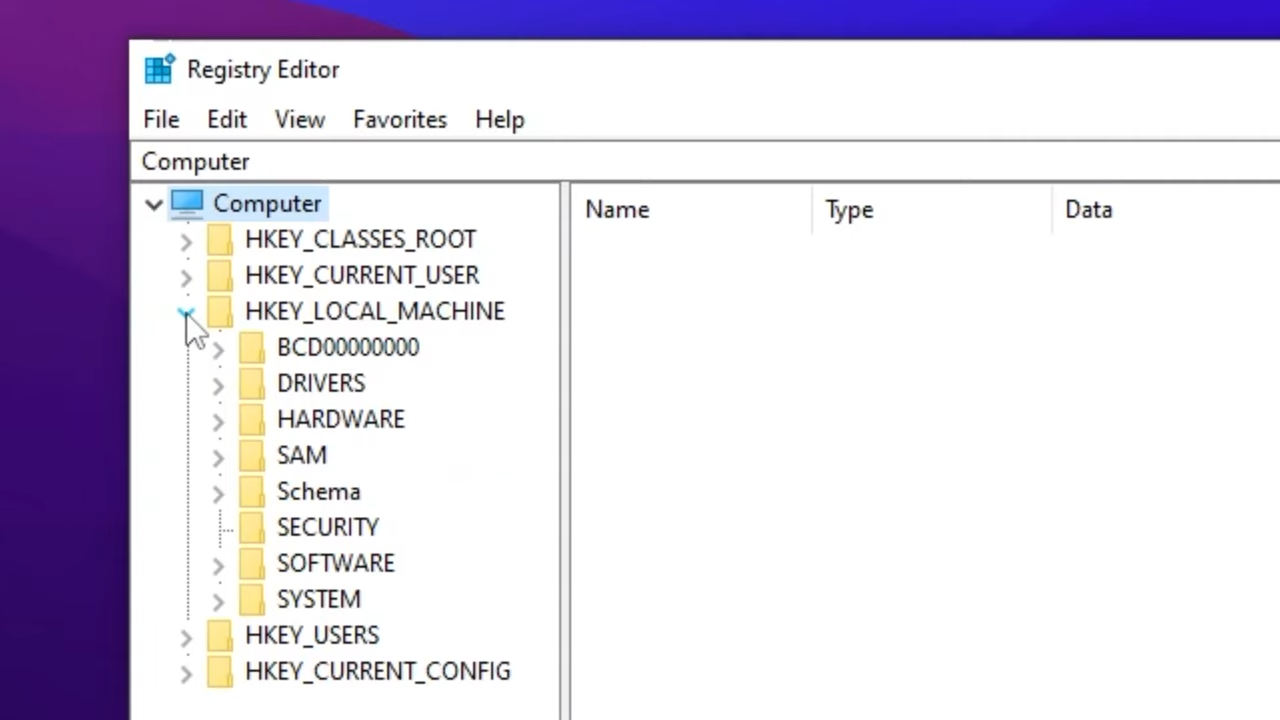 Registry Editor
File Edit View Favorites Help
Computer
Computer
HKEY_CLASSES_ROOT
HKEY_CURRENT_USER
HKEY_LOCAL_MACHINE
BCD00000000
DRIVERS
HARDWARE
SAM
Schema
SECURITY
SOFTWARE
SYSTEM
HKEY_USERS
HKEY_CURRENT_CONFIG
Name Type Data